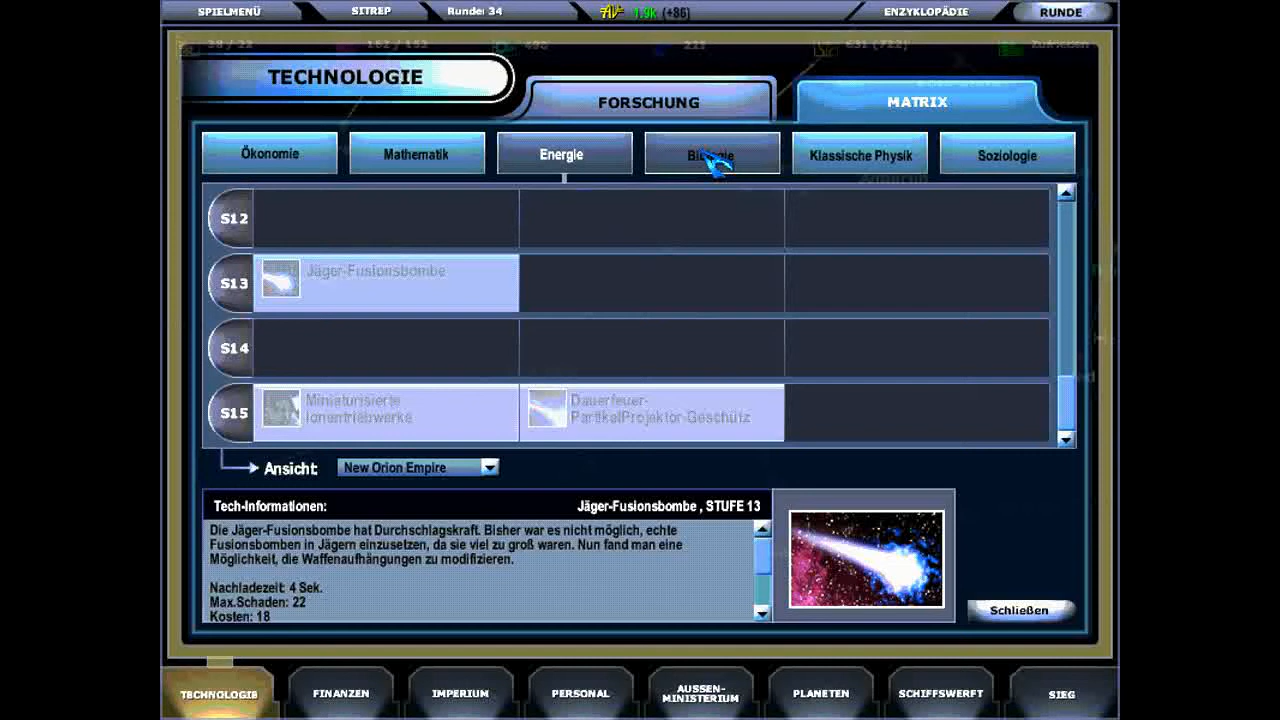 SPIELMENÜ
SITREP
Runde: 34
1.9k (+86)
ENZYKLOPÄDIE
RUNDE
TECHNOLOGIE
FORSCHUNG
MATRIX
Ökonomie
Mathematik
Energie
Klassische Physik
Soziologie
S12
S13
Jäger-Fusionsbombe
S14
S15
Miniaturisierte
Ionentriebwerke
Dauerfeuer-
PartikelProjektor-Geschütz
Ansicht:
New Orion Empire
Tech-Informationen:
Jäger-Fusionsbombe , STUFE 13
Die Jäger-Fusionsbombe hat Durchschlagskraft. Bisher war es nicht möglich, echte
Fusionsbomben in Jägern einzusetzen, da sie viel zu groß waren. Nun fand man eine
Möglichkeit, die Waffenaufhängungen zu modifizieren.
Nachladezeit: 4 Sek.
Max.Schaden: 22
Kosten: 18
Schließen
TECHNOLOGIE
FINANZEN
IMPERIUM
PERSONAL
AUSSEN-
MINISTERIUM
PLANETEN
SCHIFFSWERFT
SIEG